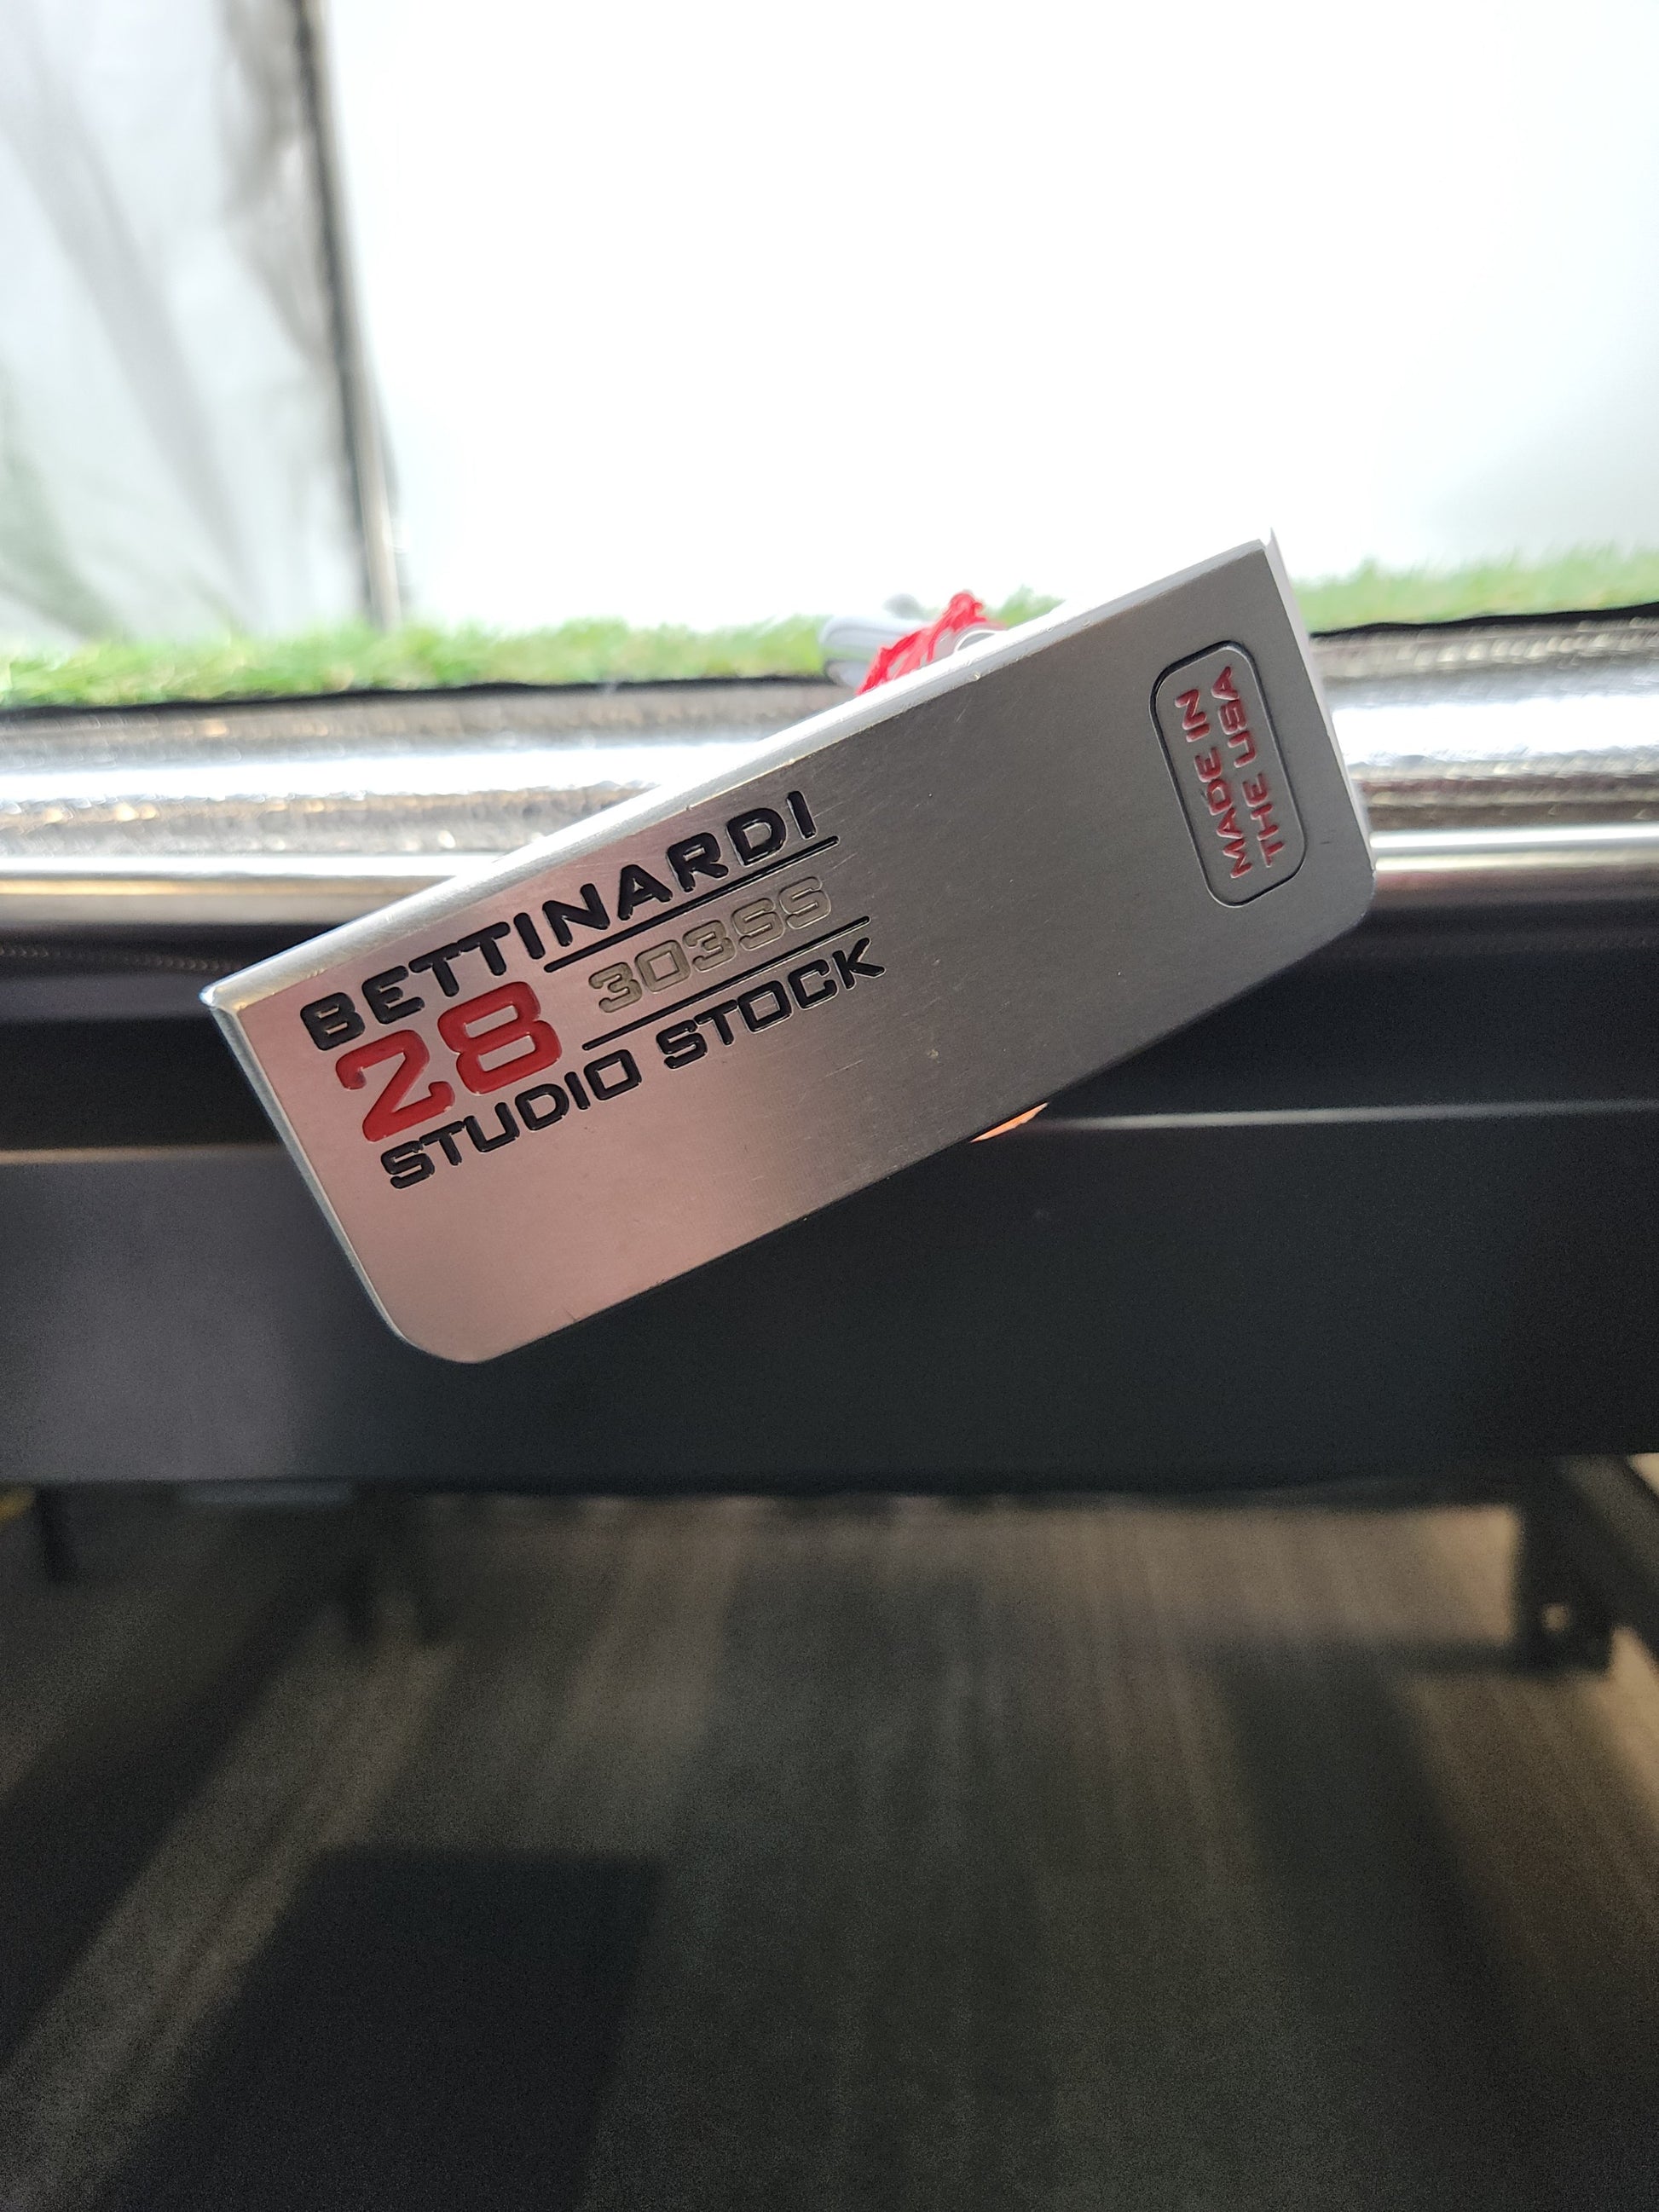 BETTINARDI
28 303SS
STUDIO STOCK
MADE IN
THE USA